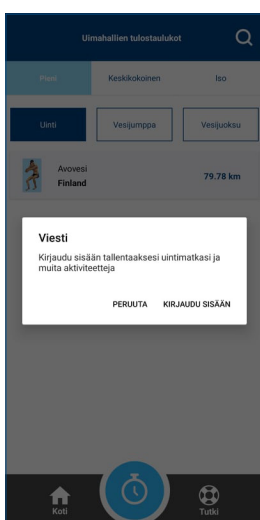 Uimahallien tulostaulukot
Pieni Keskikokoinen Iso
Uinti Vesijumppa Vesijuoksu
Avovesi
Finland 79.78 km
Viesti
Kirjaudu sisään tallentaaksesi uintimatkasi ja
muita aktiviteetteja
PERUUTA KIRJAUDU SISÄÄN
Koti Tutki